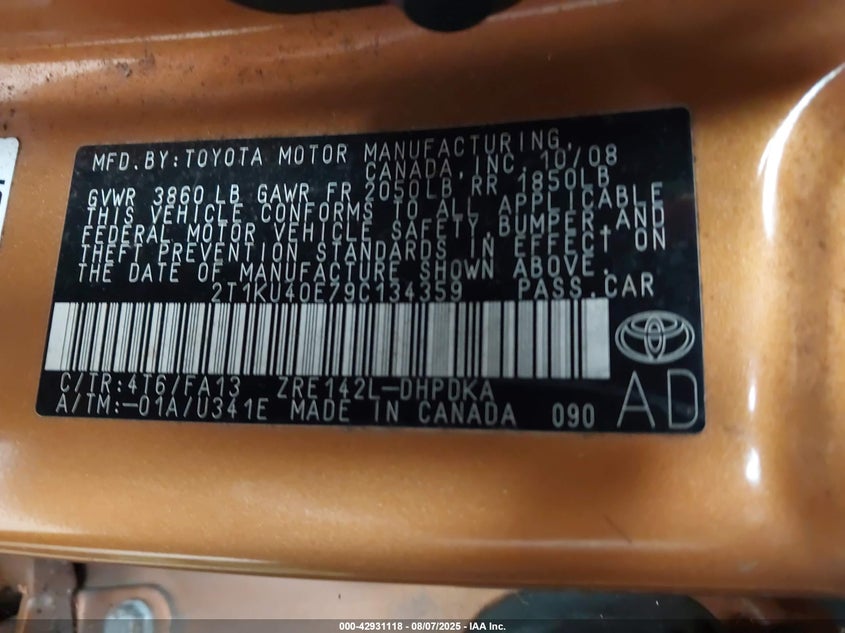 MFD.BY:TOYOTA MOTOR MANUFACTURING,
CANADA,INC. 10/08
GVWR 3860 LB GAWR FR 2050LB RR 1850LB
THIS VEHICLE CONFORMS TO ALL APPLICABLE
FEDERAL MOTOR VEHICLE SAFETY,BUMPER,AND
THEFT PREVENTION STANDARDS IN EFFECT ON
THE DATE OF MANUFACTURE SHOWN ABOVE.
2T1KU40E79C134359 PASS.CAR
C/TR:4T6/FA13 ZRE142L-DHPDKA
A/TM:-01A/U341E MADE IN CANADA 090
AD
000-42931118 - 08/07/2025 - IAA Inc.